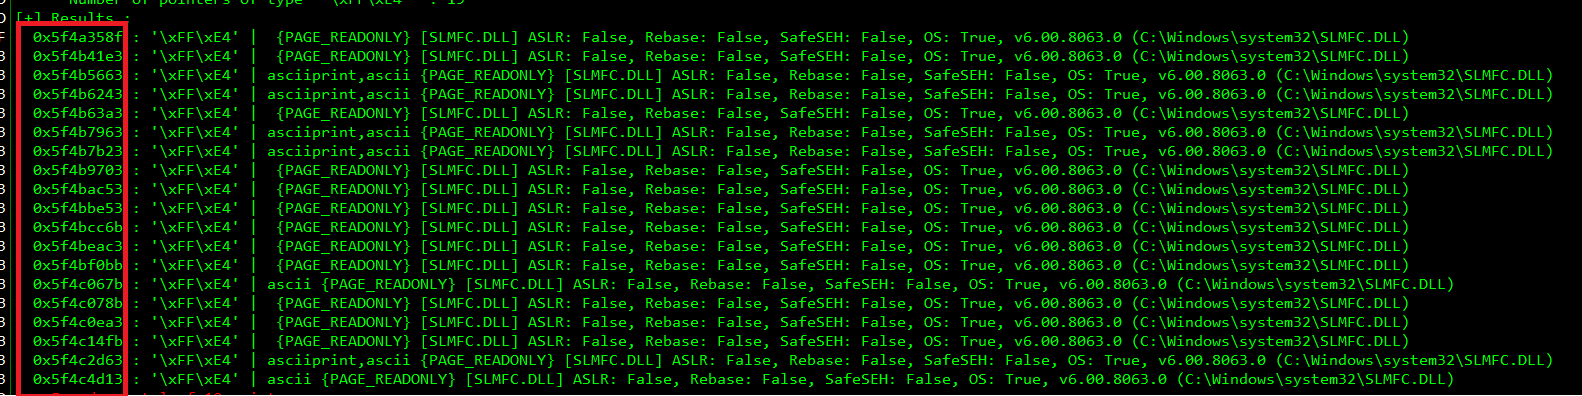 Number of pointers of type '"\xFF\xE4"' : 19
[+] Results :
0x5f4a358f : '\xFF\xE4' | {PAGE_READONLY} [SLMFC.DLL] ASLR: False, Rebase: False, SafeSEH: False, OS: True, v6.00.8063.0 (C:\Windows\system32\SLMFC.DLL)
0x5f4b41e3 : '\xFF\xE4' | {PAGE_READONLY} [SLMFC.DLL] ASLR: False, Rebase: False, SafeSEH: False, OS: True, v6.00.8063.0 (C:\Windows\system32\SLMFC.DLL)
0x5f4b5663 : '\xFF\xE4' | asciiprint,ascii {PAGE_READONLY} [SLMFC.DLL] ASLR: False, Rebase: False, SafeSEH: False, OS: True, v6.00.8063.0 (C:\Windows\system32\SLMFC.DLL)
0x5f4b6243 : '\xFF\xE4' | asciiprint,ascii {PAGE_READONLY} [SLMFC.DLL] ASLR: False, Rebase: False, SafeSEH: False, OS: True, v6.00.8063.0 (C:\Windows\system32\SLMFC.DLL)
0x5f4b63a3 : '\xFF\xE4' | {PAGE_READONLY} [SLMFC.DLL] ASLR: False, Rebase: False, SafeSEH: False, OS: True, v6.00.8063.0 (C:\Windows\system32\SLMFC.DLL)
0x5f4b7963 : '\xFF\xE4' | asciiprint,ascii {PAGE_READONLY} [SLMFC.DLL] ASLR: False, Rebase: False, SafeSEH: False, OS: True, v6.00.8063.0 (C:\Windows\system32\SLMFC.DLL)
0x5f4b7b23 : '\xFF\xE4' | asciiprint,ascii {PAGE_READONLY} [SLMFC.DLL] ASLR: False, Rebase: False, SafeSEH: False, OS: True, v6.00.8063.0 (C:\Windows\system32\SLMFC.DLL)
0x5f4b9703 : '\xFF\xE4' | {PAGE_READONLY} [SLMFC.DLL] ASLR: False, Rebase: False, SafeSEH: False, OS: True, v6.00.8063.0 (C:\Windows\system32\SLMFC.DLL)
0x5f4bac53 : '\xFF\xE4' | {PAGE_READONLY} [SLMFC.DLL] ASLR: False, Rebase: False, SafeSEH: False, OS: True, v6.00.8063.0 (C:\Windows\system32\SLMFC.DLL)
0x5f4bbe53 : '\xFF\xE4' | {PAGE_READONLY} [SLMFC.DLL] ASLR: False, Rebase: False, SafeSEH: False, OS: True, v6.00.8063.0 (C:\Windows\system32\SLMFC.DLL)
0x5f4bcc6b : '\xFF\xE4' | {PAGE_READONLY} [SLMFC.DLL] ASLR: False, Rebase: False, SafeSEH: False, OS: True, v6.00.8063.0 (C:\Windows\system32\SLMFC.DLL)
0x5f4beac3 : '\xFF\xE4' | {PAGE_READONLY} [SLMFC.DLL] ASLR: False, Rebase: False, SafeSEH: False, OS: True, v6.00.8063.0 (C:\Windows\system32\SLMFC.DLL)
0x5f4bf0bb : '\xFF\xE4' | {PAGE_READONLY} [SLMFC.DLL] ASLR: False, Rebase: False, SafeSEH: False, OS: True, v6.00.8063.0 (C:\Windows\system32\SLMFC.DLL)
0x5f4c067b : '\xFF\xE4' | ascii {PAGE_READONLY} [SLMFC.DLL] ASLR: False, Rebase: False, SafeSEH: False, OS: True, v6.00.8063.0 (C:\Windows\system32\SLMFC.DLL)
0x5f4c078b : '\xFF\xE4' | {PAGE_READONLY} [SLMFC.DLL] ASLR: False, Rebase: False, SafeSEH: False, OS: True, v6.00.8063.0 (C:\Windows\system32\SLMFC.DLL)
0x5f4c0ea3 : '\xFF\xE4' | {PAGE_READONLY} [SLMFC.DLL] ASLR: False, Rebase: False, SafeSEH: False, OS: True, v6.00.8063.0 (C:\Windows\system32\SLMFC.DLL)
0x5f4c14fb : '\xFF\xE4' | {PAGE_READONLY} [SLMFC.DLL] ASLR: False, Rebase: False, SafeSEH: False, OS: True, v6.00.8063.0 (C:\Windows\system32\SLMFC.DLL)
0x5f4c2d63 : '\xFF\xE4' | asciiprint,ascii {PAGE_READONLY} [SLMFC.DLL] ASLR: False, Rebase: False, SafeSEH: False, OS: True, v6.00.8063.0 (C:\Windows\system32\SLMFC.DLL)
0x5f4c4d13 : '\xFF\xE4' | ascii {PAGE_READONLY} [SLMFC.DLL] ASLR: False, Rebase: False, SafeSEH: False, OS: True, v6.00.8063.0 (C:\Windows\system32\SLMFC.DLL)